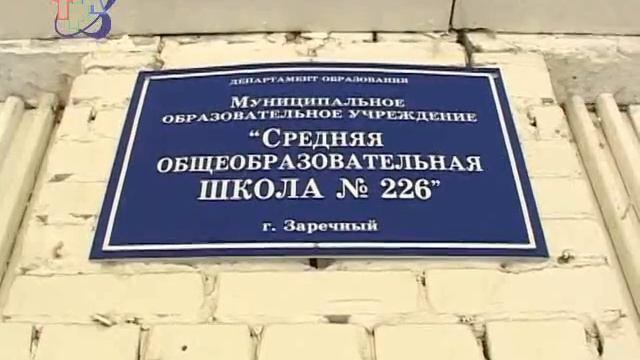 ДЕПАРТАМЕНТ ОБРАЗОВАНИЯ
МУНИЦИПАЛЬНОЕ
ОБРАЗОВАТЕЛЬНОЕ УЧРЕЖДЕНИЕ
“СРЕДНЯЯ
ОБЩЕОБРАЗОВАТЕЛЬНАЯ
ШКОЛА № 226”
г. Заречный